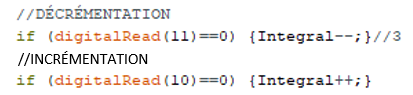 //DÉCRÉMENTATION
if (digitalRead(11)==0) {Integral--;}//3
//INCRÉMENTATION
if (digitalRead(10)==0) {Integral++;}